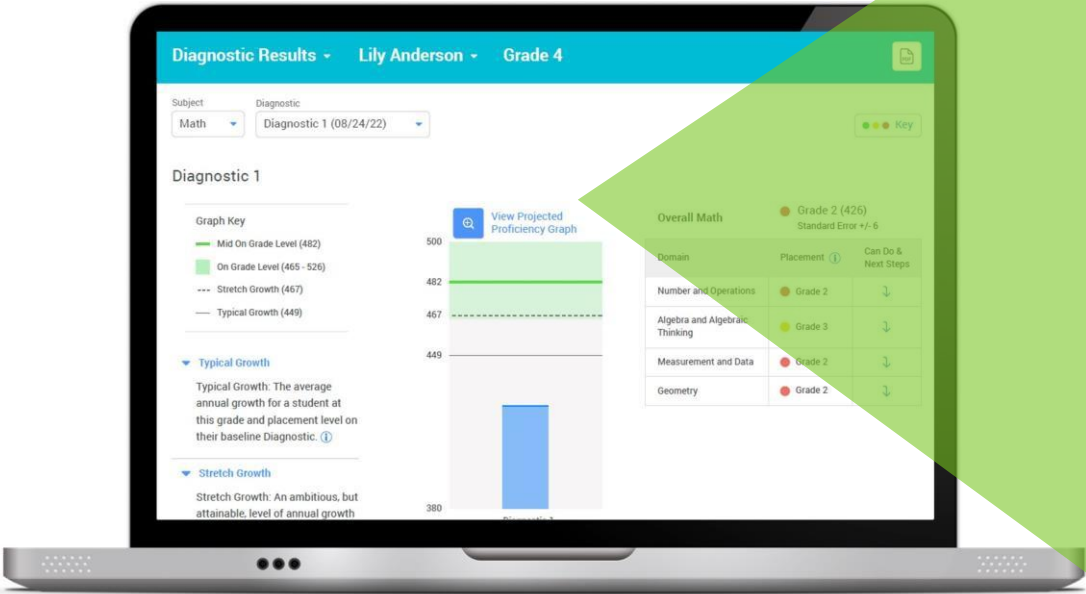 Diagnostic Results
Lily Anderson
Grade 4
Subject
Diagnostic
Math
Diagnostic 1 (08/24/22)
Key
Diagnostic 1
Graph Key
Mid On Grade Level (482)
On Grade Level (465 - 526)
Stretch Growth (467)
Typical Growth (449)
Typical Growth
Typical Growth: The average
annual growth for a student at
this grade and placement level on
their baseline Diagnostic.
Stretch Growth
Stretch Growth: An ambitious, but
attainable, level of annual growth
View Projected
Proficiency Graph
500
482
467
449
380
Diagnostic 1
Overall Math
Grade 2 (426)
Standard Error +/- 6
Domain
Placement
Can Do &
Next Steps
Number and Operations
Grade 2
Algebra and Algebraic
Thinking
Grade 3
Measurement and Data
Grade 2
Geometry
Grade 2